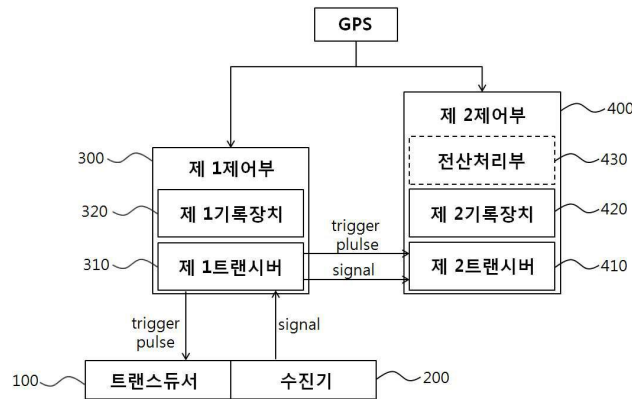 GPS
제 2제어부
400
전산처리부
430
300
제 1제어부
320
제 1기록장치
제 2기록장치
420
trigger
plulse
310
제 1트랜시버
signal
제 2트랜시버
410
trigger
pulse
signal
100
트랜스듀서
수진기
200